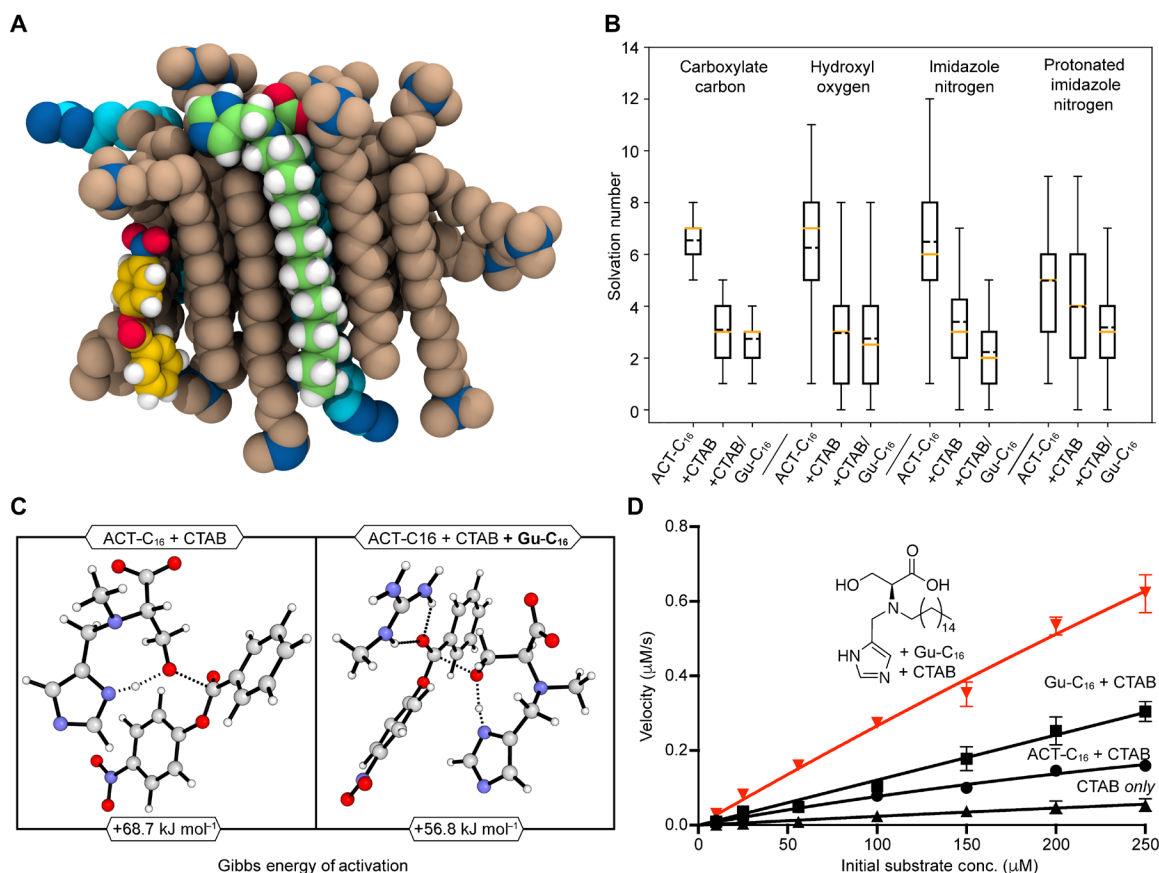 A
B
14
12
10
8
6
4
2
0
Solvation number
Carboxylate
carbon
Hydroxyl
oxygen
Imidazole
nitrogen
Protonated
imidazole
nitrogen
ACT-C16
+CTAB
+CTAB/
Gu-C16
ACT-C16
+CTAB
+CTAB/
Gu-C16
ACT-C16
+CTAB
+CTAB/
Gu-C16
ACT-C16
+CTAB
+CTAB/
Gu-C16
C
ACT-C16 + CTAB
ACT-C16 + CTAB + Gu-C16
+68.7 kJ mol⁻¹
+56.8 kJ mol⁻¹
Gibbs energy of activation
D
0.8
0.6
0.4
0.2
0.0
Velocity (μM/s)
O
HO
OH
N
14
HN
N
+ Gu-C16
+ CTAB
Gu-C16 + CTAB
ACT-C16 + CTAB
CTAB only
0
50
100
150
200
250
Initial substrate conc. (μM)